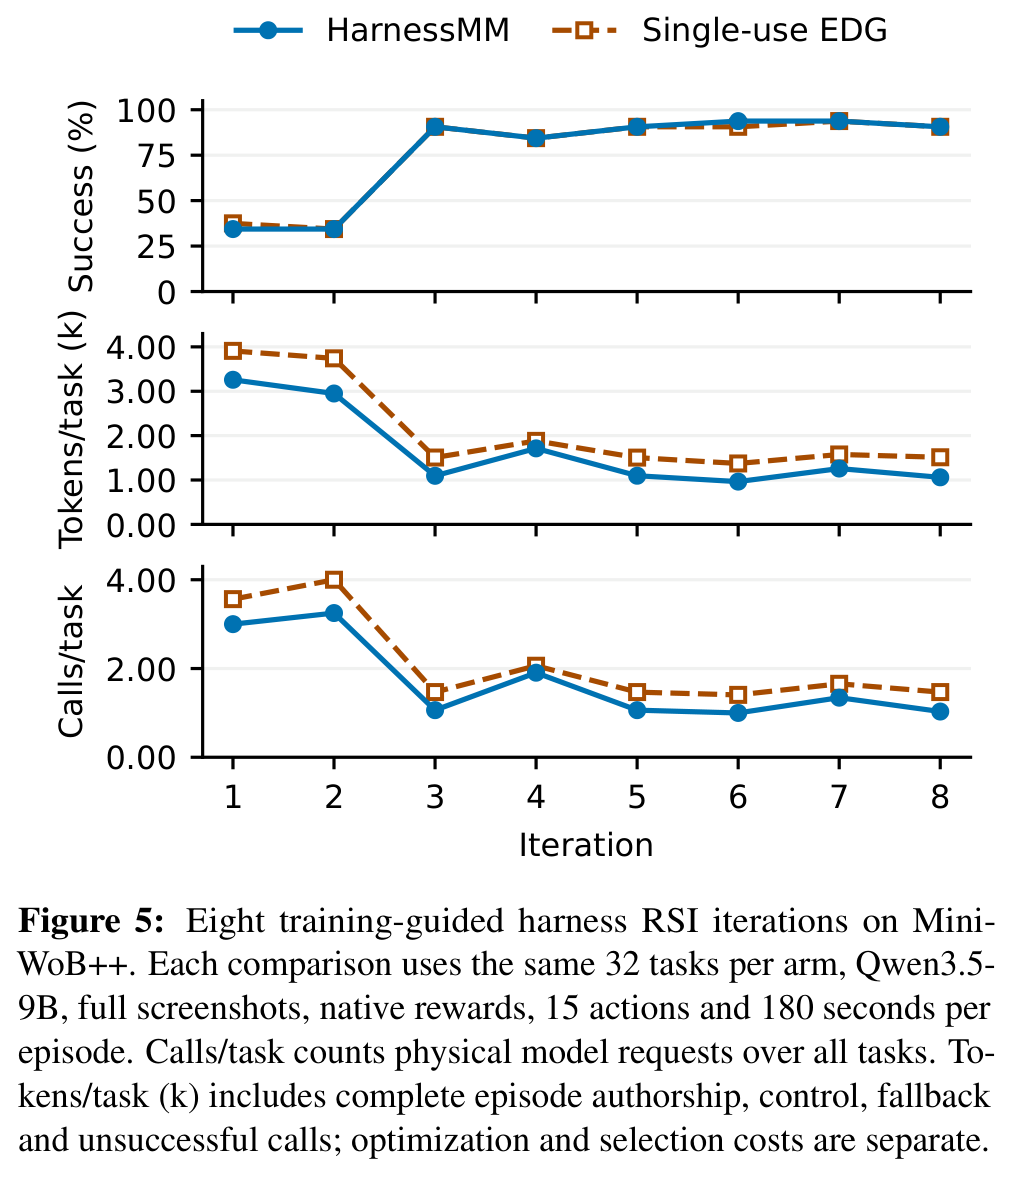 HarnessMM Single-use EDG
Success (%)
100
75
50
25
0
Tokens/task (k)
4.00
3.00
2.00
1.00
0.00
Calls/task
4.00
2.00
0.00
1 2 3 4 5 6 7 8
Iteration
Figure 5: Eight training-guided harness RSI iterations on Mini-
WoB++. Each comparison uses the same 32 tasks per arm, Qwen3.5-
9B, full screenshots, native rewards, 15 actions and 180 seconds per
episode. Calls/task counts physical model requests over all tasks. To-
kens/task (k) includes complete episode authorship, control, fallback
and unsuccessful calls; optimization and selection costs are separate.